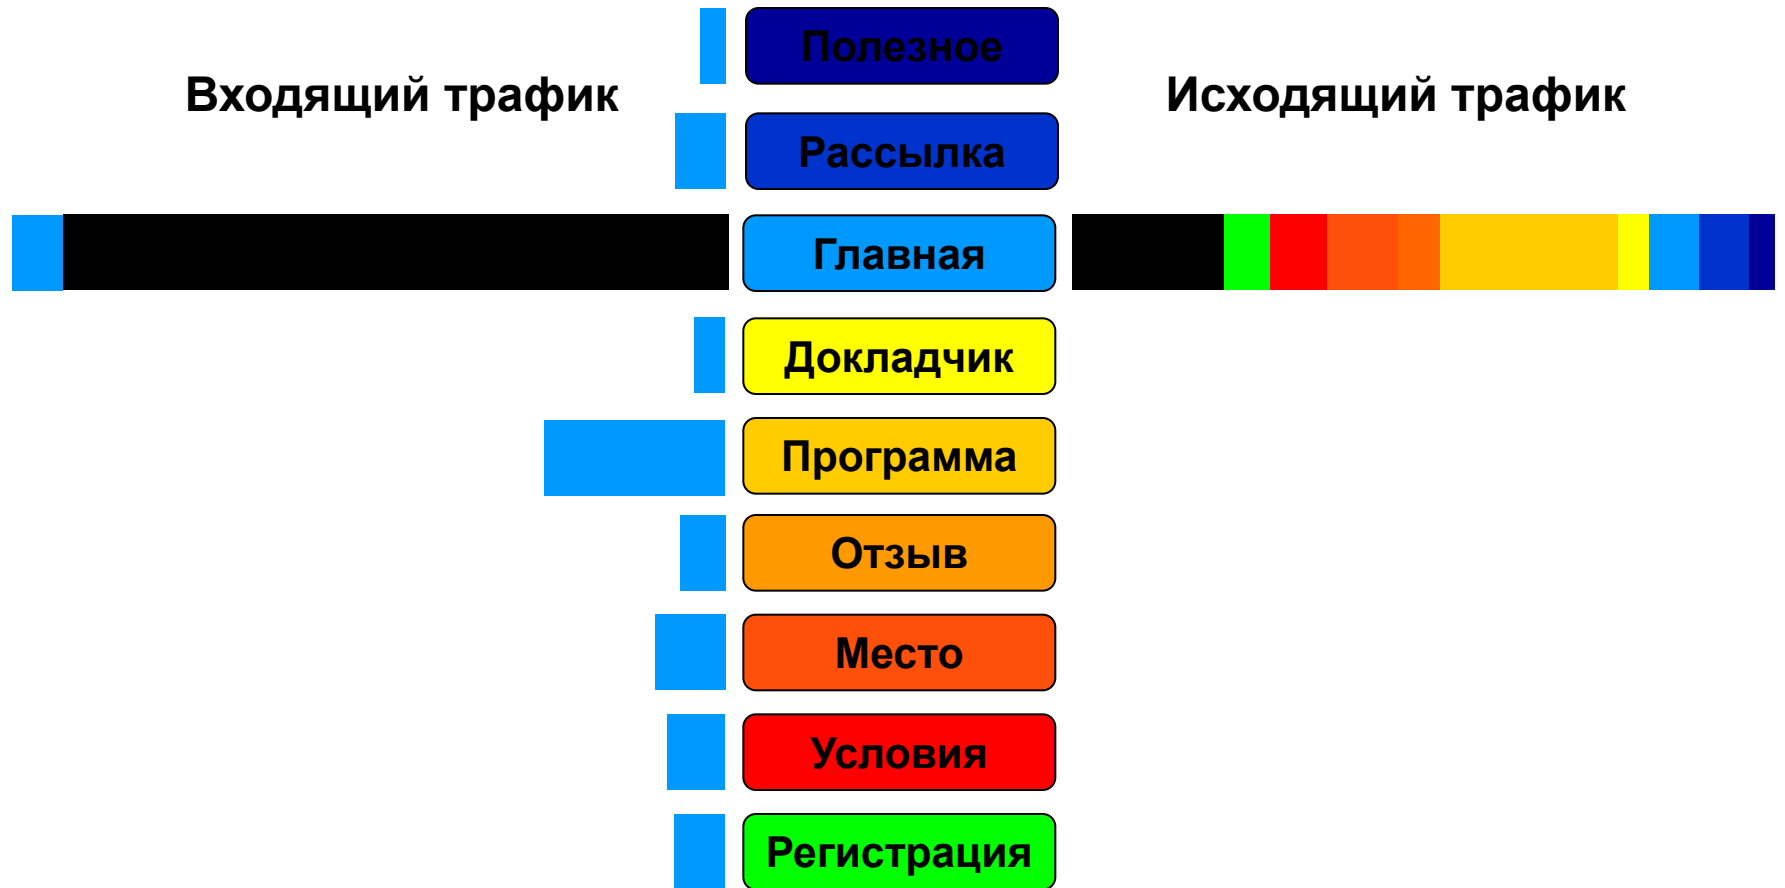 Полезное
Входящий трафик
Исходящий трафик
Рассылка
Главная
Докладчик
Программа
Отзыв
Место
Условия
Регистрация